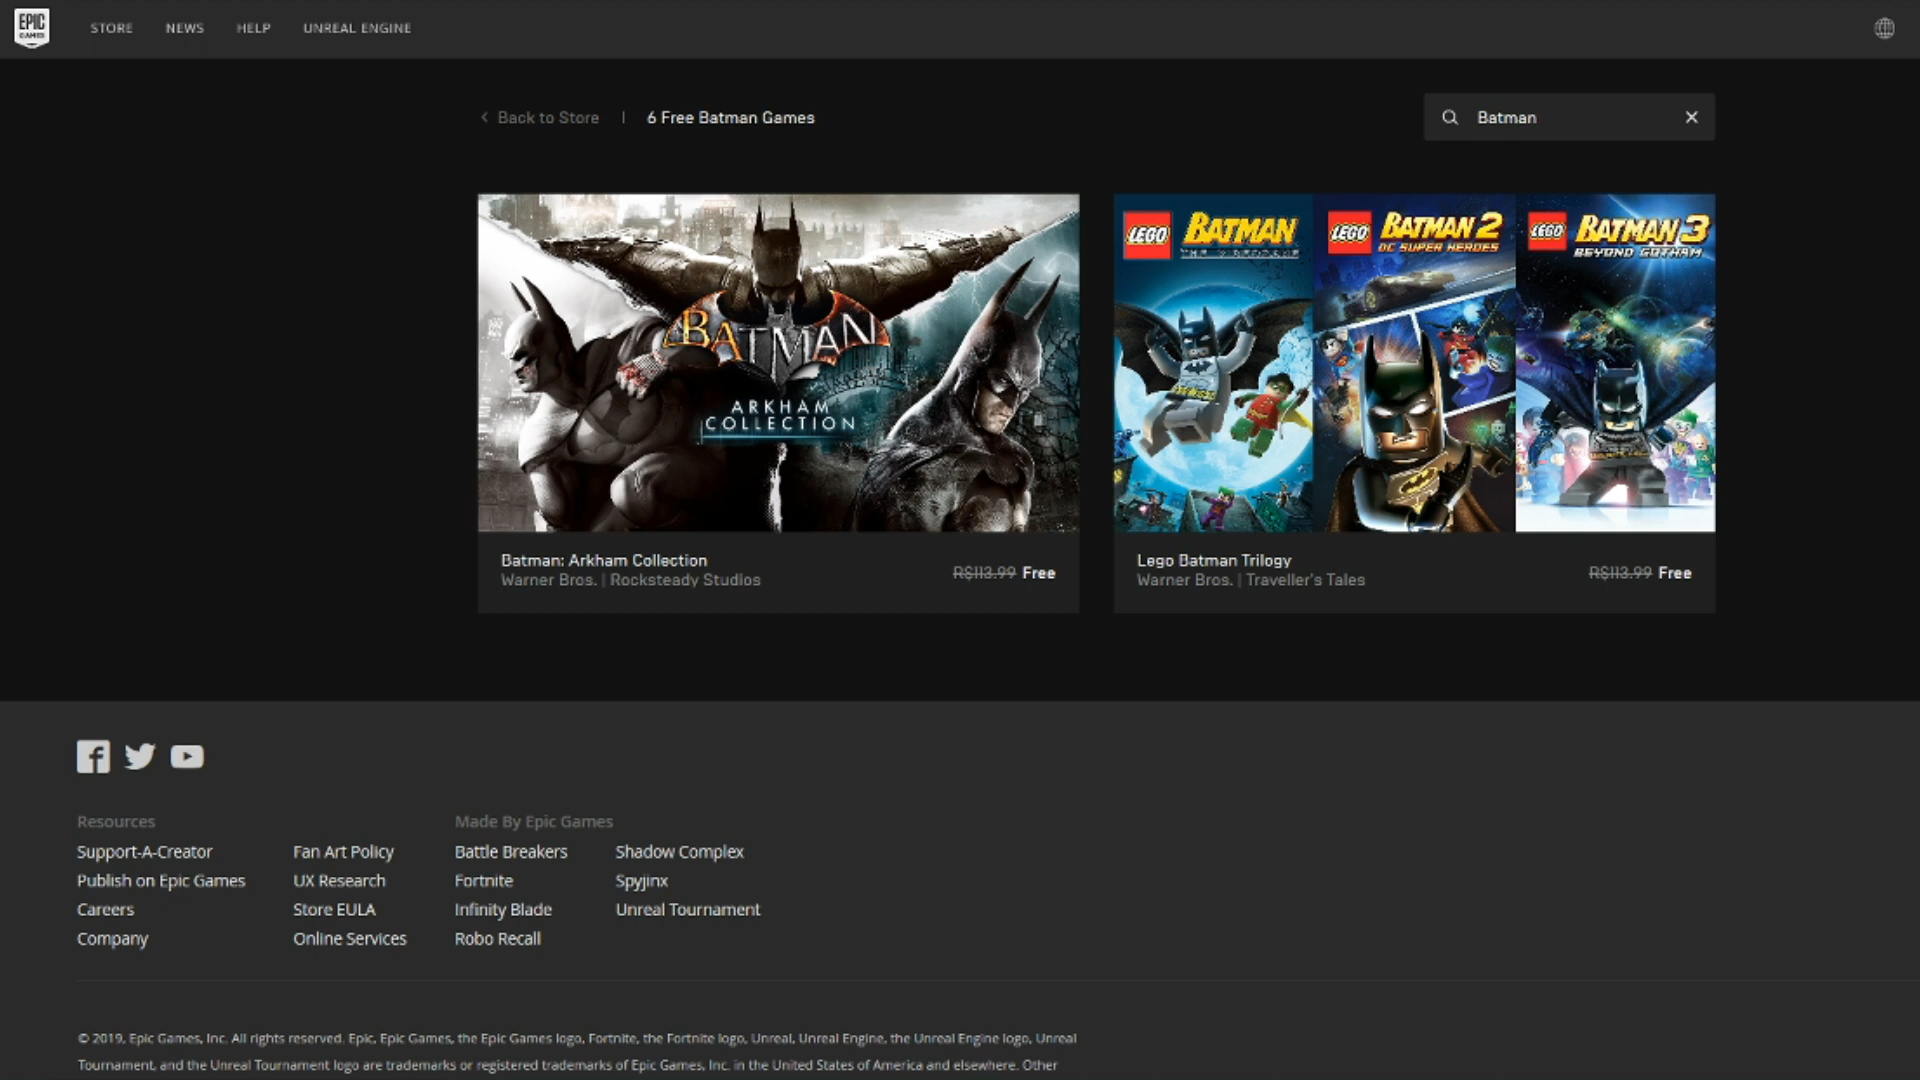 EPIC
GAMES
STORE
NEWS
HELP
UNREAL ENGINE
Back to Store
6 Free Batman Games
Batman
BATMAN
ARKHAM
COLLECTION
LEGO BATMAN
THE VIDEOGAME
LEGO BATMAN 2
DC SUPER HEROES
LEGO BATMAN 3
BEYOND GOTHAM
Batman: Arkham Collection
Warner Bros. | Rocksteady Studios
R$113.99 Free
Lego Batman Trilogy
Warner Bros. | Traveller's Tales
R$113.99 Free
Resources
Support-A-Creator
Publish on Epic Games
Careers
Company
Fan Art Policy
UX Research
Store EULA
Online Services
Made By Epic Games
Battle Breakers
Fortnite
Infinity Blade
Robo Recall
Shadow Complex
Spyjinx
Unreal Tournament
© 2019, Epic Games, Inc. All rights reserved. Epic, Epic Games, the Epic Games logo, Fortnite, the Fortnite logo, Unreal, Unreal Engine, the Unreal Engine logo, Unreal
Tournament, and the Unreal Tournament logo are trademarks or registered trademarks of Epic Games, Inc. in the United States of America and elsewhere. Other